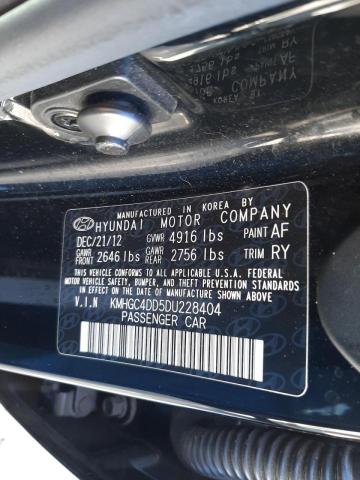 MANUFACTURED IN KOREA BY
HYUNDAI MOTOR COMPANY
DEC/21/12 GVWR 4916 lbs PAINT AF
GAWR FRONT 2646 lbs GAWR REAR 2756 lbs TRIM RY
THIS VEHICLE CONFORMS TO ALL APPLICABLE U.S.A. FEDERAL
MOTOR VEHICLE SAFETY, BUMPER, AND THEFT PREVENTION STANDARDS
IN EFFECT ON THE DATE OF MANUFACTURE SHOWN ABOVE.
V.I.N KMHGC4DD5DU228404
PASSENGER CAR